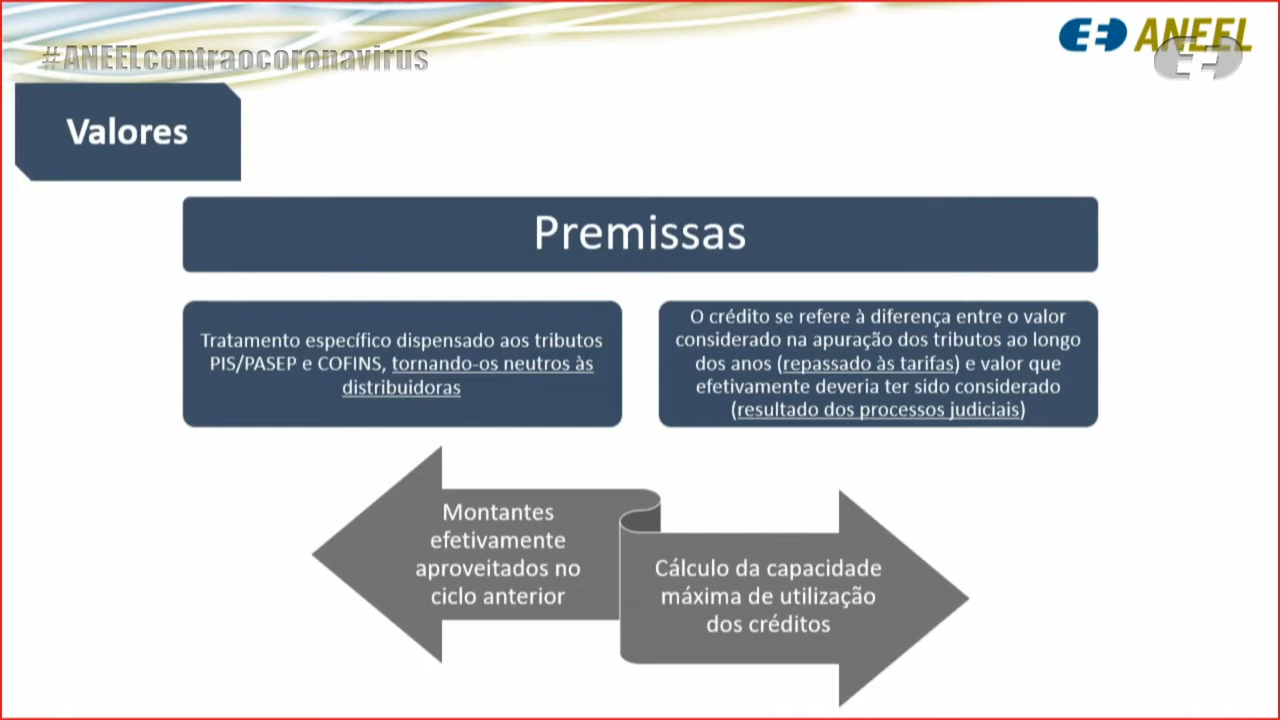 #ANEELcontraocoronavirus
ANEEL
Valores
Premissas
Tratamento específico dispensado aos tributos
PIS/PASEP e COFINS, tornando-os neutros às
distribuidoras
O crédito se refere à diferença entre o valor
considerado na apuração dos tributos ao longo
dos anos (repassado às tarifas) e valor que
efetivamente deveria ter sido considerado
(resultado dos processos judiciais)
Montantes
efetivamente
aproveitados no
ciclo anterior
Cálculo da capacidade
máxima de utilização
dos créditos